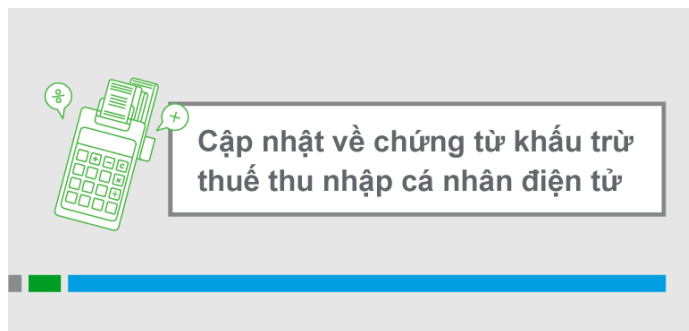 Cập nhật về chứng từ khấu trừ
thuế thu nhập cá nhân điện tử